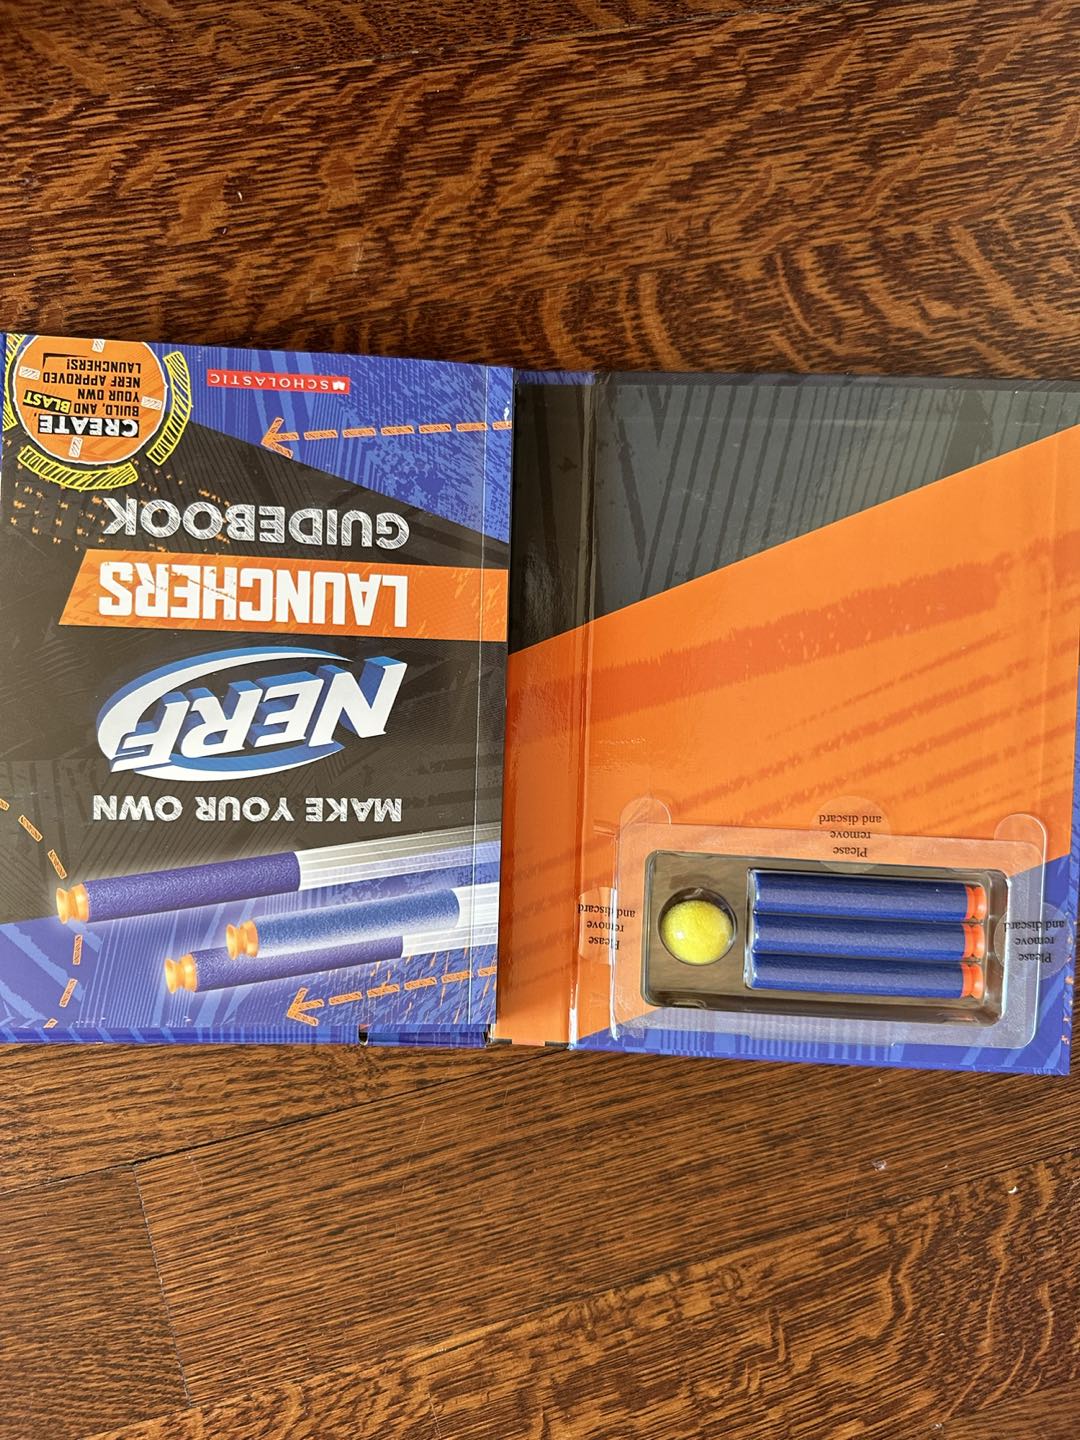 MAKE YOUR OWN
NERF
LAUNCHERS
GUIDEBOOK
CREATE,
BUILD, AND BLAST
YOUR OWN
NERF APPROVED
LAUNCHERS!
SCHOLASTIC
Please
remove
and discard
Please
remove
and discard
Please
remove
and discard